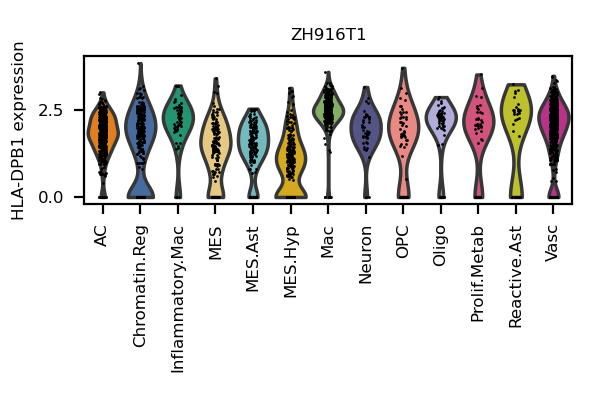 ZH916T1
HLA-DPB1 expression
2.5
0.0
AC
Chromatin.Reg
Inflammatory.Mac
MES
MES.Ast
MES.Hyp
Mac
Neuron
OPC
Oligo
Prolif.Metab
Reactive.Ast
Vasc